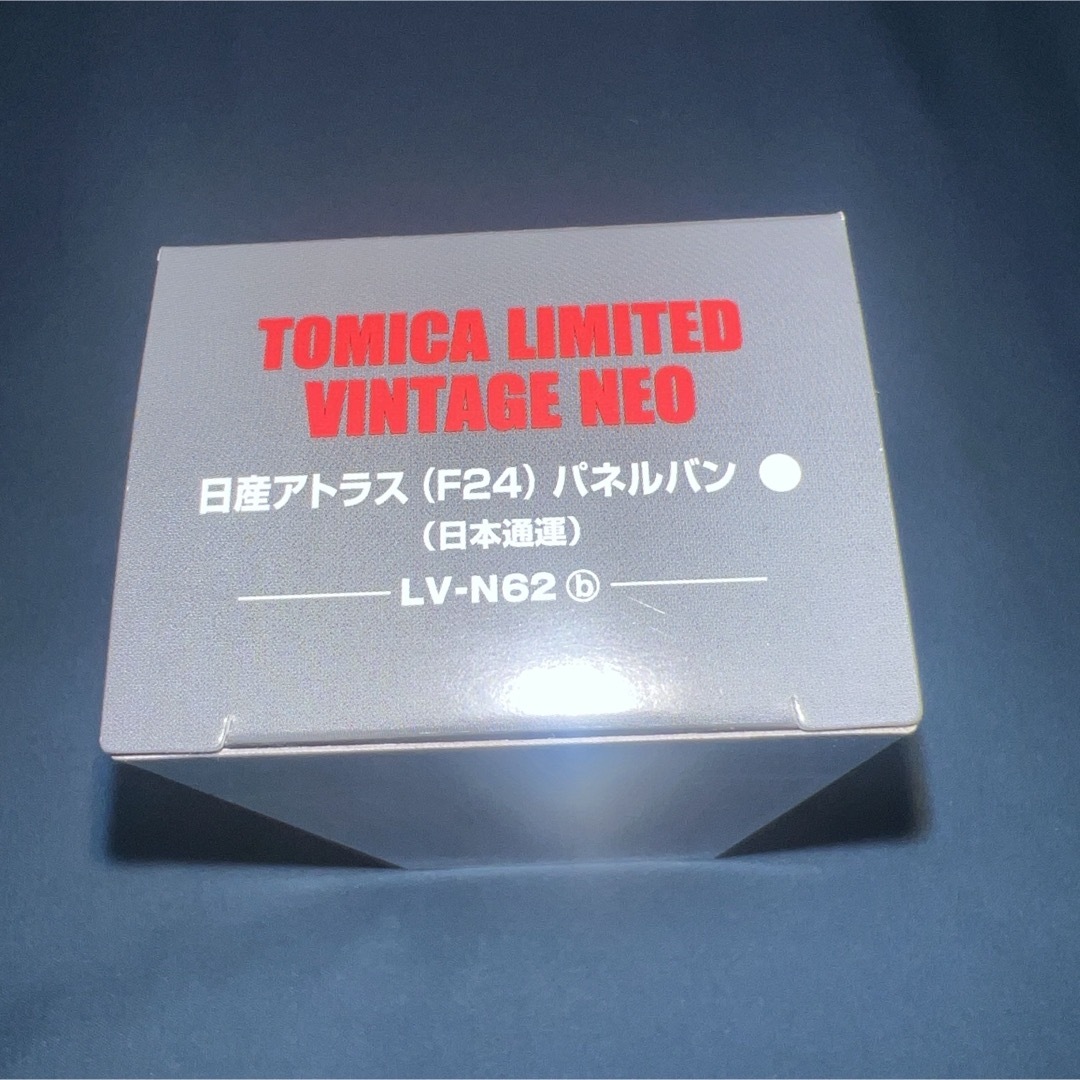 TOMICA LIMITED
VINTAGE NEO
日産アトラス（F24）パネルバン
（日本通運）
LV-N62 ⓑ